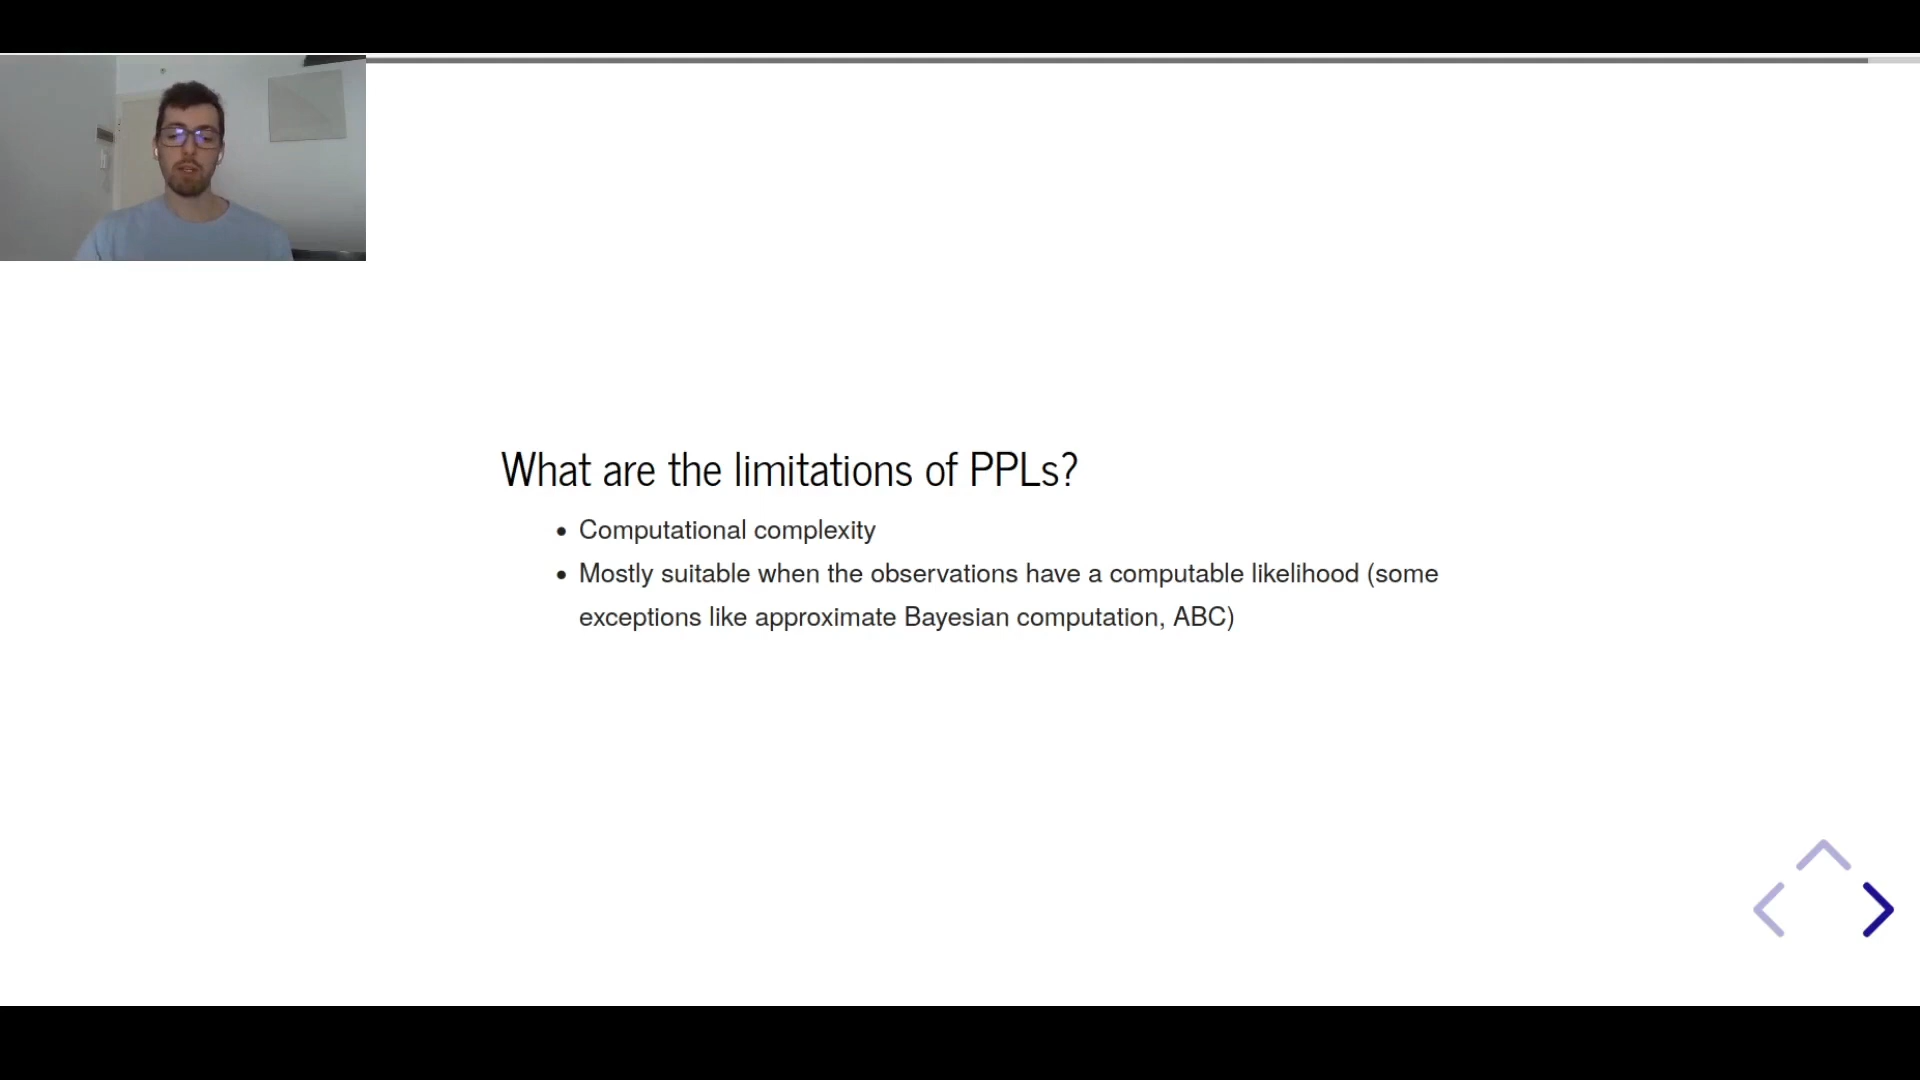 What are the limitations of PPLs?
• Computational complexity
• Mostly suitable when the observations have a computable likelihood (some
exceptions like approximate Bayesian computation, ABC)